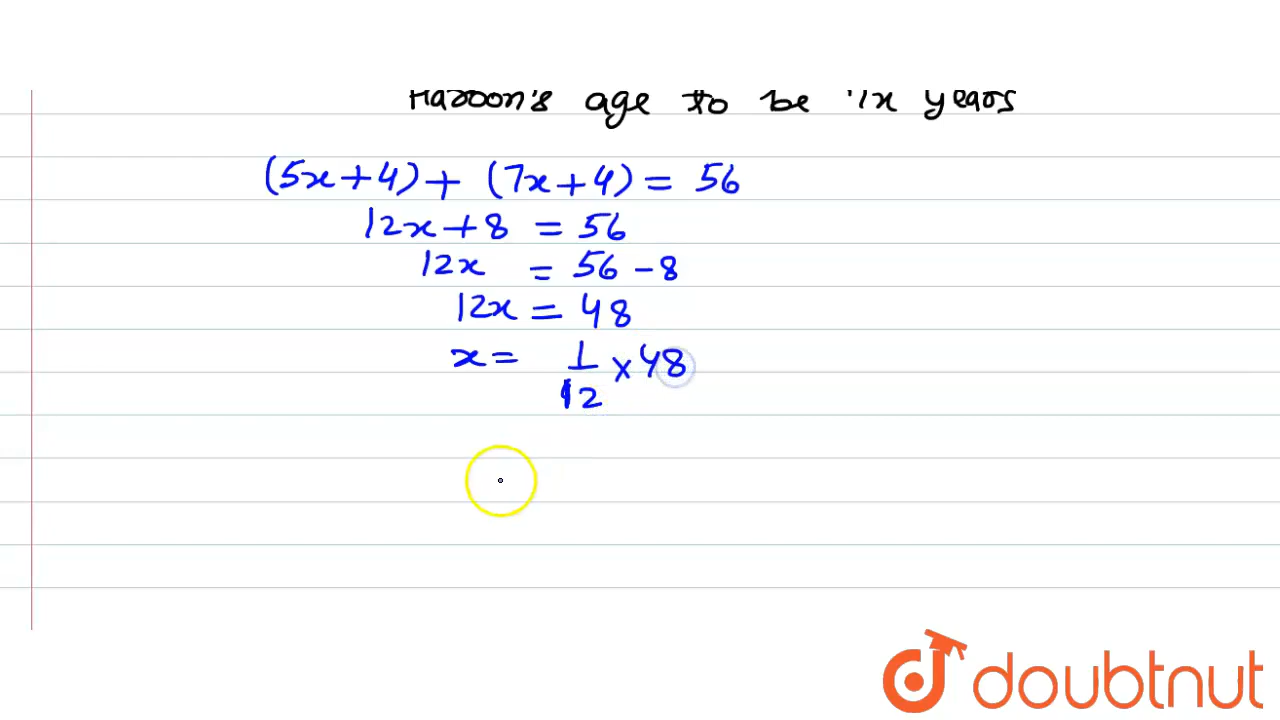 Haroon's age to be 7x years
(5x+4) + (7x+4) = 56
12x+8 = 56
12x = 56-8
12x = 48
x = 1/12 × 48
doubtnut